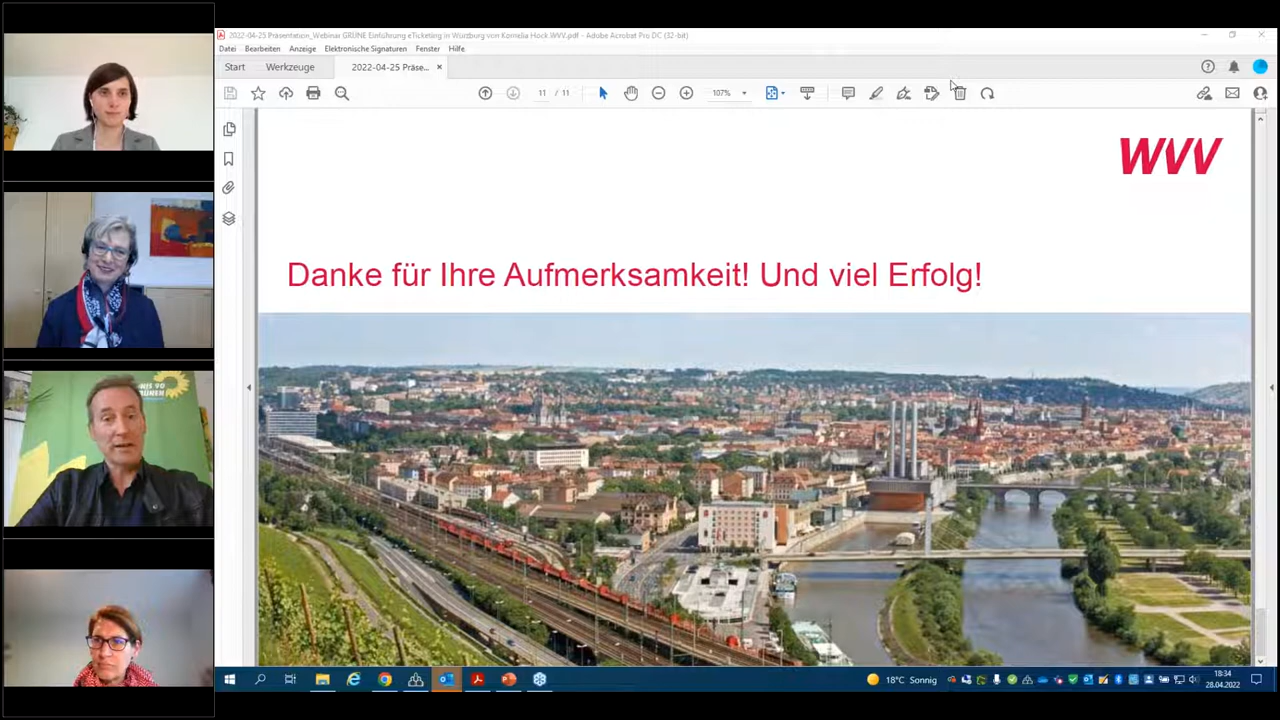 2022-04-25 Präsentation_Webinar GRÜNE Einführung eTicketing in Würzburg von Kornelia Hock WVV.pdf - Adobe Acrobat Pro DC (32-bit)
Datei Bearbeiten Anzeige Elektronische Signaturen Fenster Hilfe
Start Werkzeuge 2022-04-25 Präse... ×
11 / 11 107%
WVV
Danke für Ihre Aufmerksamkeit! Und viel Erfolg!
18°C Sonnig
18:34
28.04.2022